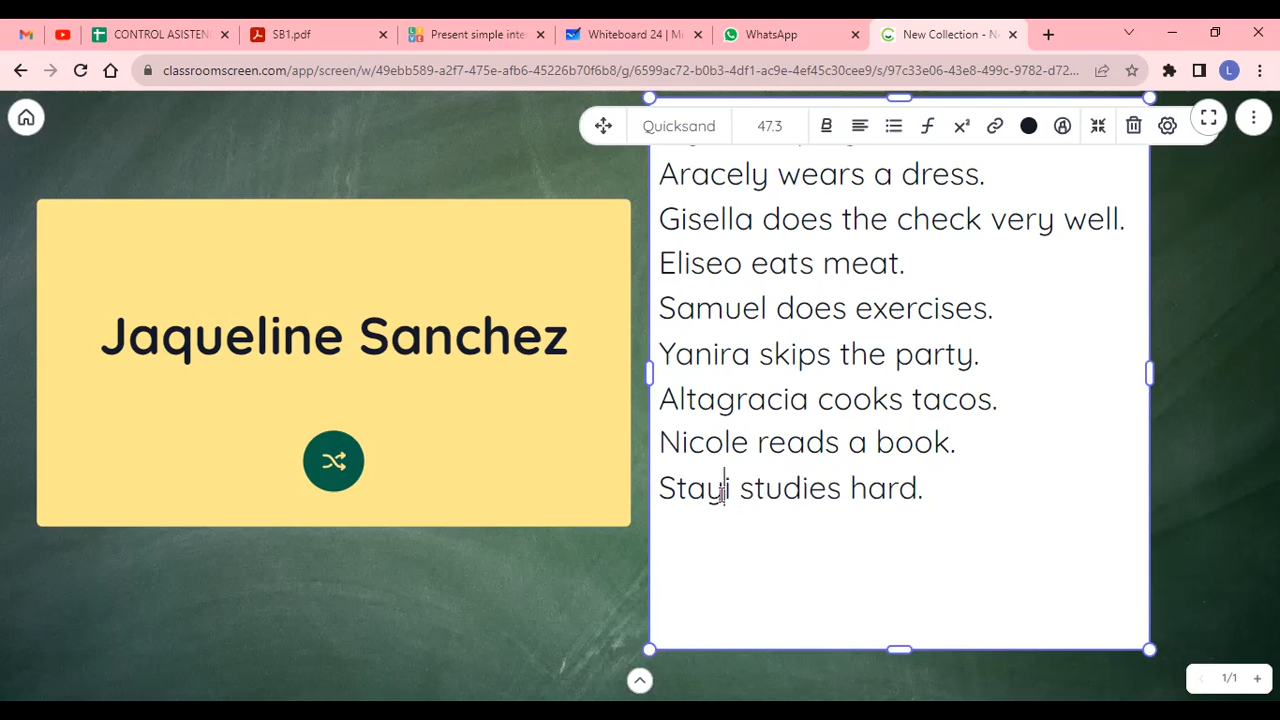 CONTROL ASISTEN
SB1.pdf
Present simple inte
Whiteboard 24 | Mi
WhatsApp
New Collection - N
classroomscreen.com/app/screen/w/49ebb589-a2f7-475e-afb6-45226b70f6b8/g/6599ac72-b0b3-4df1-ac9e-4ef45c30cee9/s/97c33e06-43e8-499c-9782-d72...
L
Quicksand 47.3
Aracely wears a dress.
Gisella does the check very well.
Eliseo eats meat.
Samuel does exercises.
Yanira skips the party.
Altagracia cooks tacos.
Nicole reads a book.
Stayi studies hard.
Jaqueline Sanchez
1/1